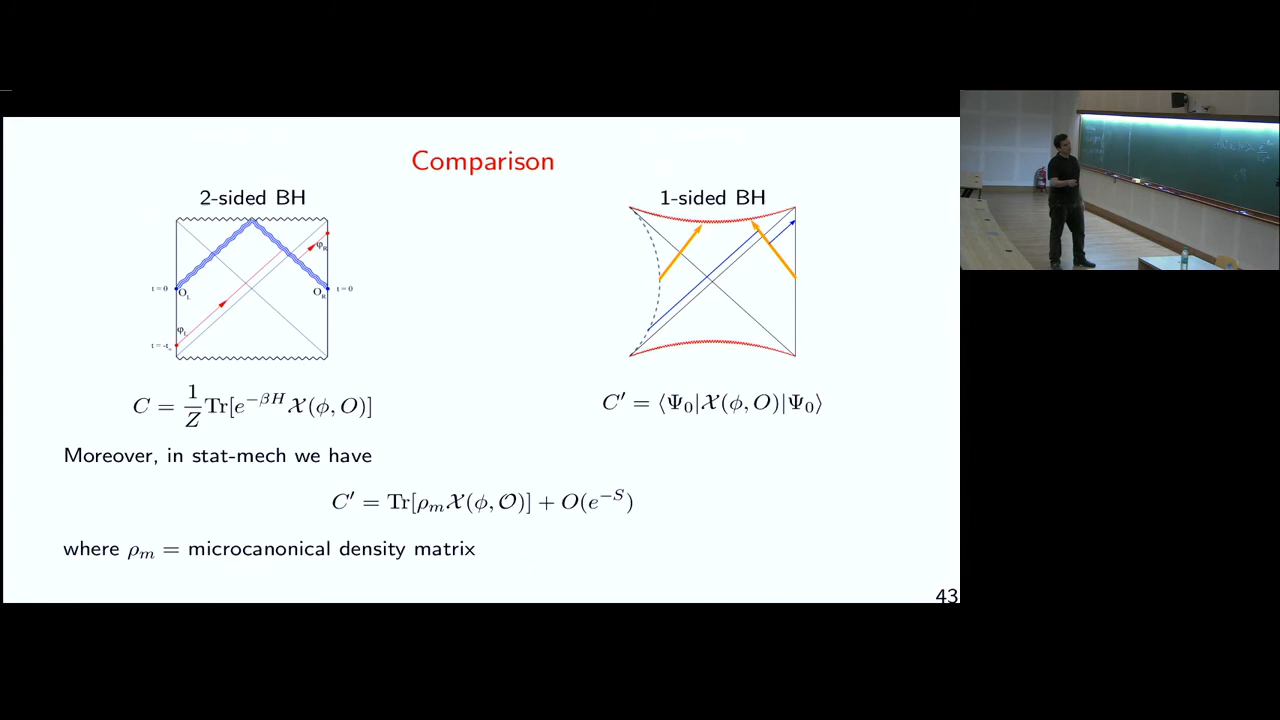 Comparison
2-sided BH
1-sided BH
φ_R
t = 0
O_L
O_R
t = 0
φ_L
t = -t_*
C = \frac{1}{Z} Tr[e^{-βH} 𝒳(ϕ, O)]
C′ = ⟨Ψ_0|𝒳(ϕ, O)|Ψ_0⟩
Moreover, in stat-mech we have
C′ = Tr[ρ_m 𝒳(ϕ, 𝒪)] + O(e^{-S})
where ρ_m = microcanonical density matrix
43